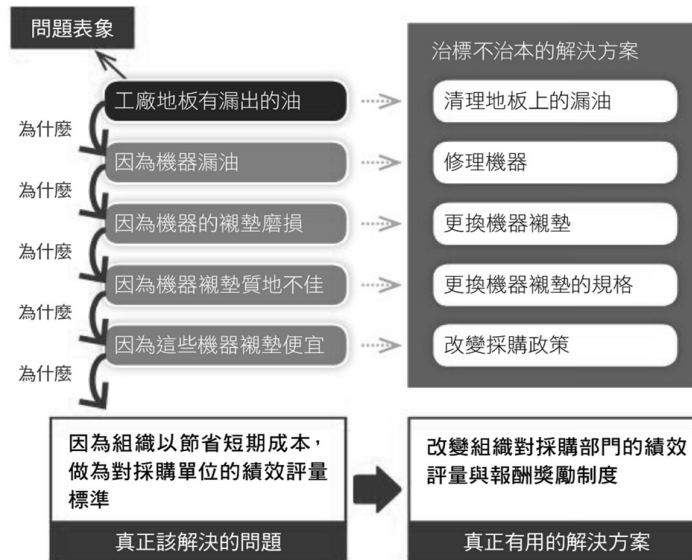 問題表象
治標不治本的解決方案
工廠地板有漏出的油
清理地板上的漏油
為什麼
因為機器漏油
修理機器
為什麼
因為機器的襯墊磨損
更換機器襯墊
為什麼
因為機器襯墊質地不佳
更換機器襯墊的規格
為什麼
因為這些機器襯墊便宜
改變採購政策
為什麼
因為組織以節省短期成本，
做為對採購單位的績效評量
標準
真正該解決的問題
改變組織對採購部門的績效
評量與報酬獎勵制度
真正有用的解決方案